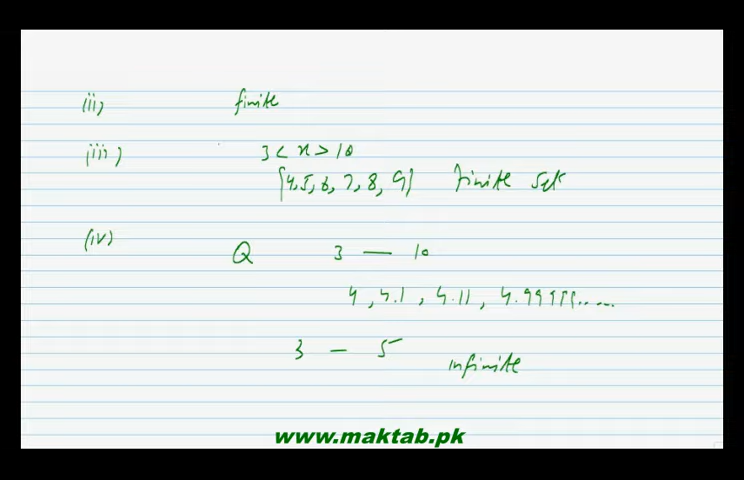 (ii) finite
(iii) 3 < x > 10
{4, 5, 6, 7, 8, 9} finite set
(iv) Q 3 — 10
4, 4.1, 4.11, 4.99999.....
3 — 5
infinite
www.maktab.pk